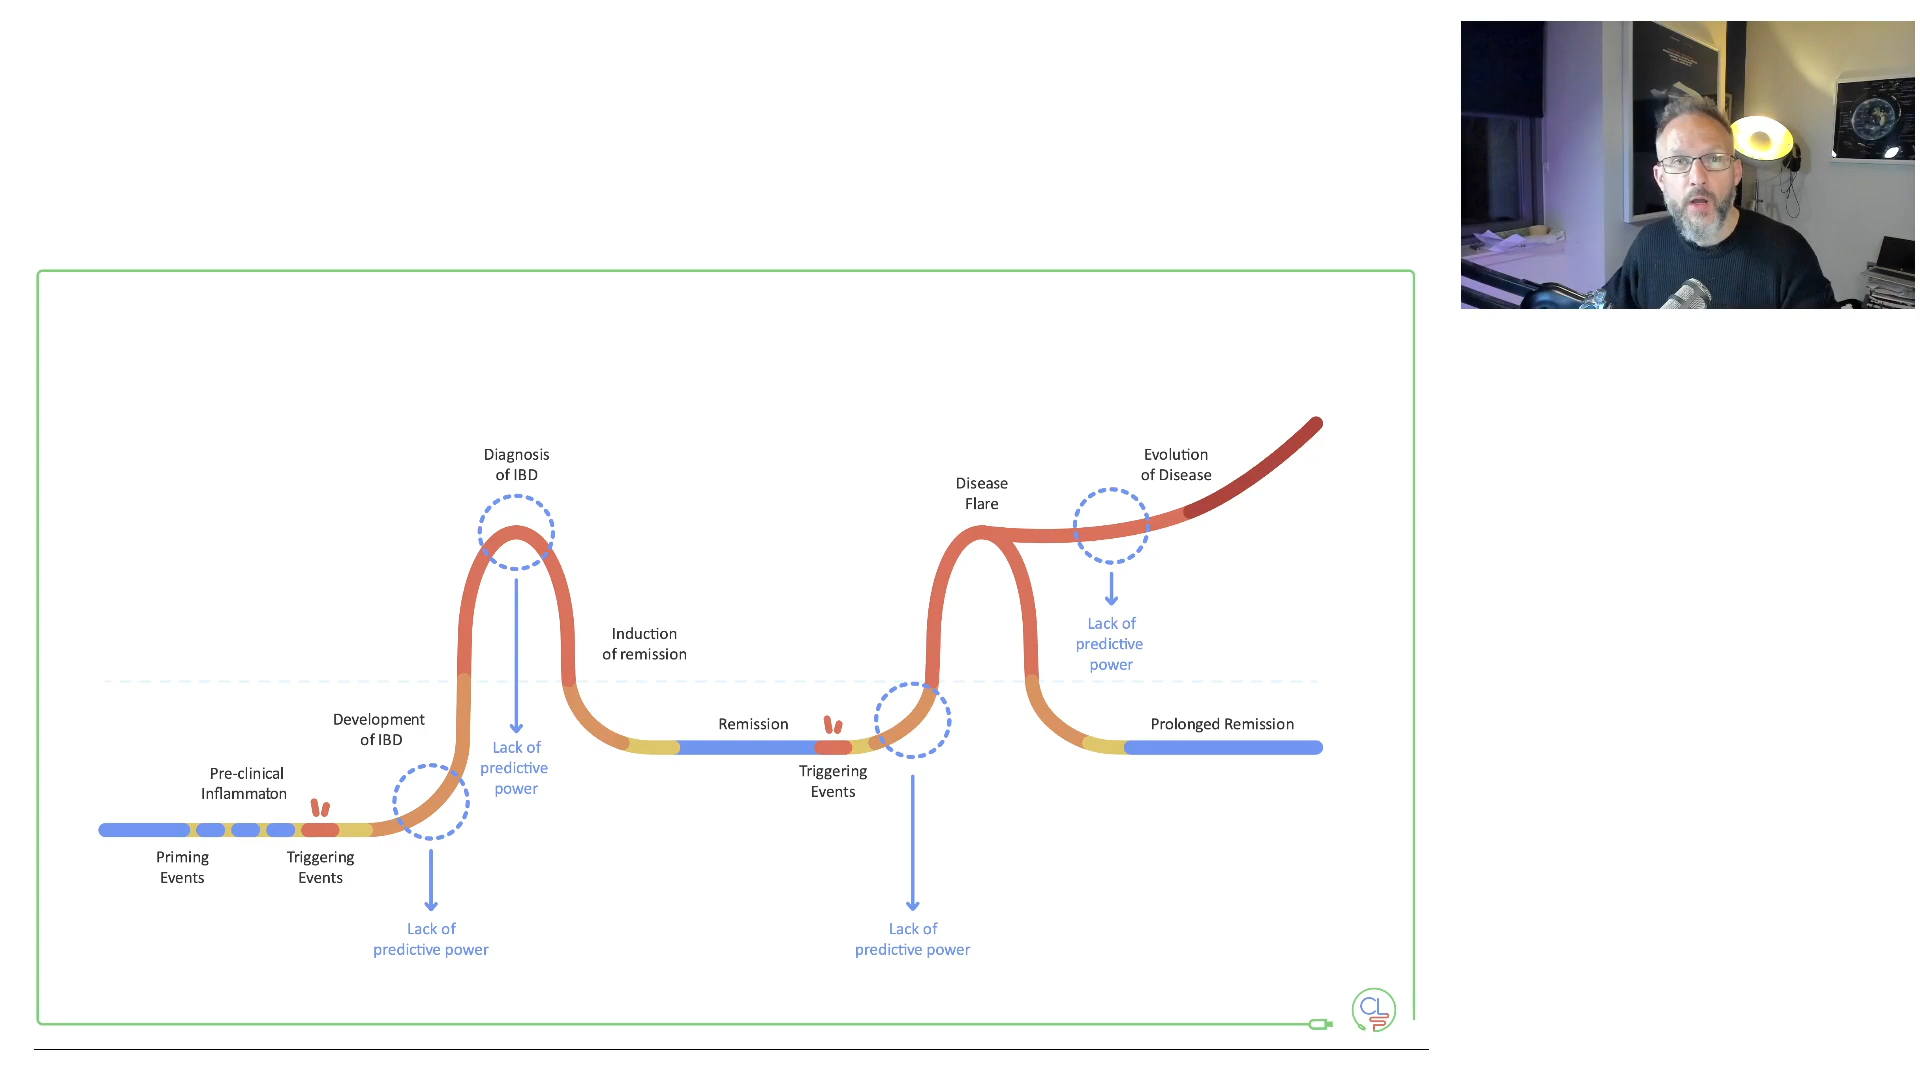 Diagnosis
of IBD
Evolution
of Disease
Disease
Flare
Induction
of remission
Lack of
predictive
power
Development
of IBD
Remission
Prolonged Remission
Lack of
predictive
power
Pre-clinical
Inflammaton
Triggering
Events
Priming
Events
Triggering
Events
Lack of
predictive power
Lack of
predictive power
CL
P